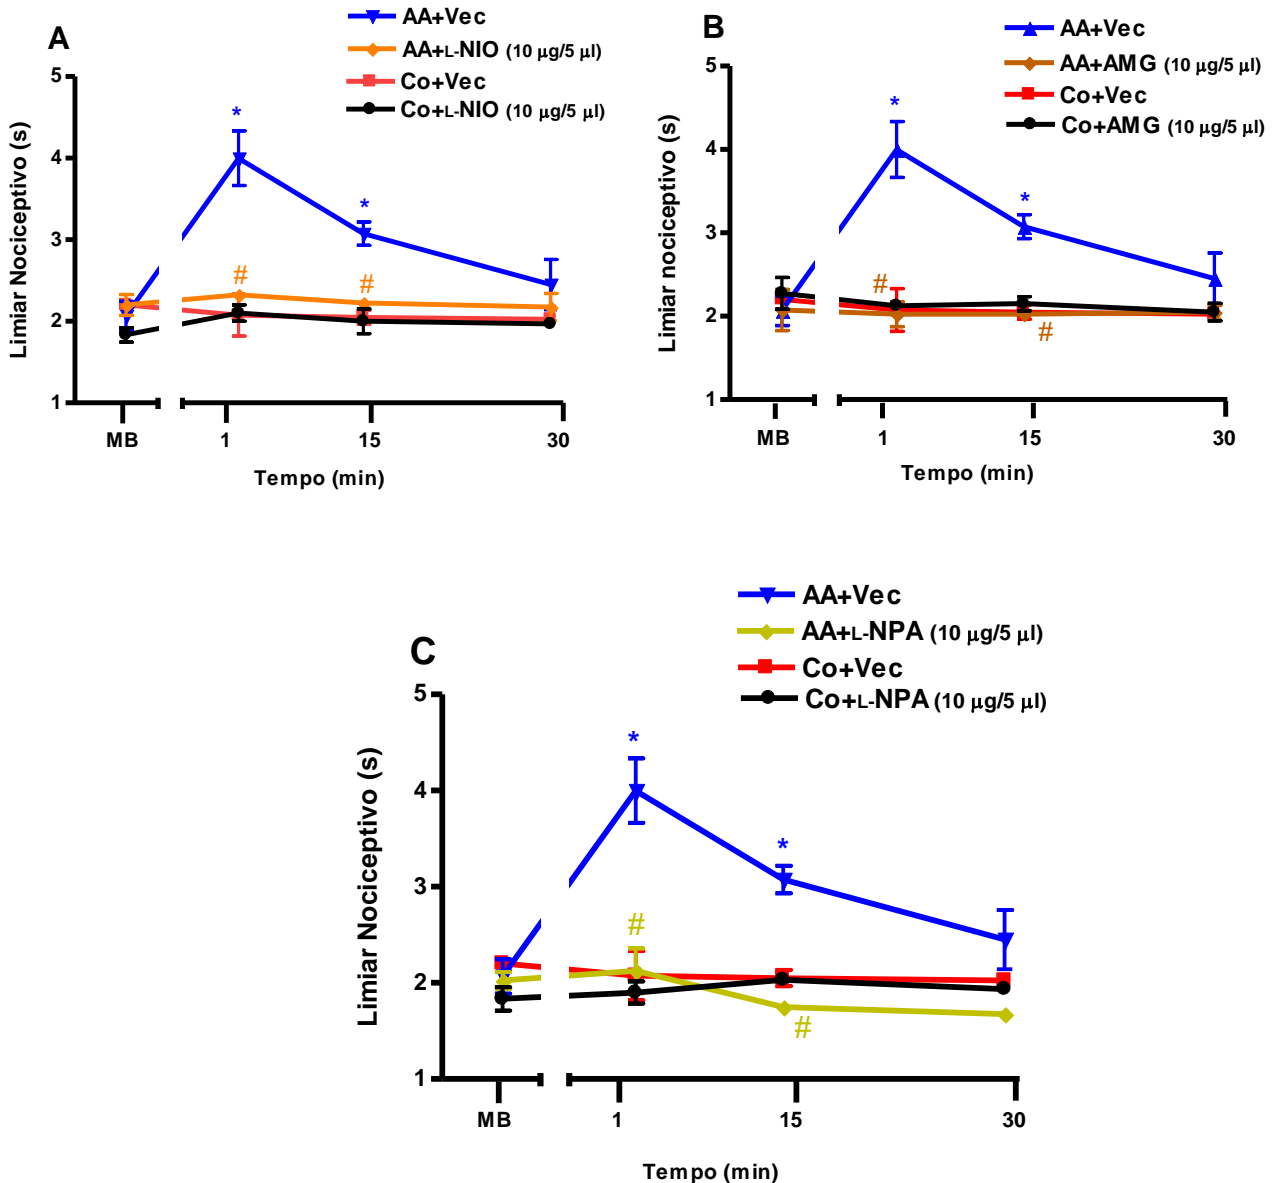 A
AA+Vec
AA+L-NIO (10 µg/5 µl)
Co+Vec
Co+L-NIO (10 µg/5 µl)
Limiar Nociceptivo (s)
5
4
3
2
1
*
*
#
#
MB
1
15
30
Tempo (min)
B
AA+Vec
AA+AMG (10 µg/5 µl)
Co+Vec
Co+AMG (10 µg/5 µl)
Limiar nociceptivo (s)
5
4
3
2
1
*
*
#
#
MB
1
15
30
Tempo (min)
C
AA+Vec
AA+L-NPA (10 µg/5 µl)
Co+Vec
Co+L-NPA (10 µg/5 µl)
Limiar Nociceptivo (s)
5
4
3
2
1
*
*
#
#
MB
1
15
30
Tempo (min)